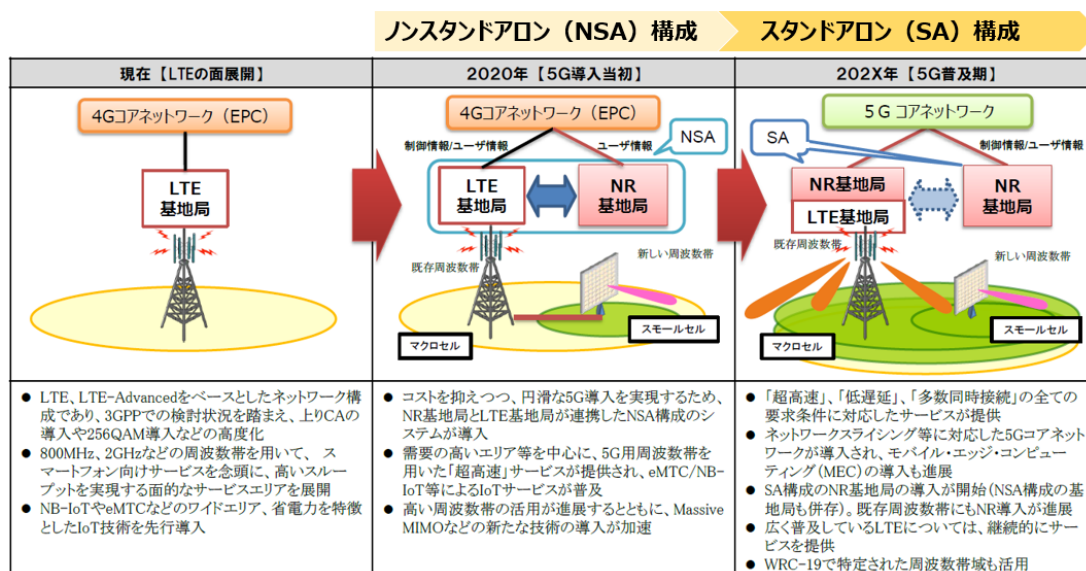 ノンスタンドアロン（NSA）構成
スタンドアロン（SA）構成
現在【LTEの面展開】
2020年【5G導入当初】
202X年【5G普及期】
4Gコアネットワーク（EPC）
LTE
基地局
4Gコアネットワーク（EPC）
制御情報/ユーザ情報
ユーザ情報
NSA
LTE
基地局
NR
基地局
既存周波数帯
新しい周波数帯
マクロセル
スモールセル
5G コアネットワーク
SA
制御情報/ユーザ情報
NR基地局
LTE基地局
NR
基地局
既存周波数帯
新しい周波数帯
マクロセル
スモールセル
● LTE、LTE-Advancedをベースとしたネットワーク構
成であり、3GPPでの検討状況を踏まえ、上りCAの
導入や256QAM導入などの高度化
● 800MHz、2GHzなどの周波数帯を用いて、 ス
マートフォン向けサービスを念頭に、高いスルー
プットを実現する面的なサービスエリアを展開
● NB-IoTやeMTCなどのワイドエリア、省電力を特徴
としたIoT技術を先行導入
● コストを抑えつつ、円滑な5G導入を実現するため、
NR基地局とLTE基地局が連携したNSA構成のシ
ステムが導入
● 需要の高いエリア等を中心に、5G用周波数帯を
用いた「超高速」サービスが提供され、eMTC/NB-
IoT等によるIoTサービスが普及
● 高い周波数帯の活用が進展するとともに、Massive
MIMOなどの新たな技術の導入が加速
● 「超高速」、「低遅延」、「多数同時接続」の全ての
要求条件に対応したサービスが提供
● ネットワークスライシング等に対応した5Gコアネット
ワークが導入され、モバイル・エッジ・コンピュー
ティング(MEC)の導入も進展
● SA構成のNR基地局の導入が開始(NSA構成の基
地局も併存)。既存周波数帯にもNR導入が進展
● 広く普及しているLTEについては、継続的にサー
ビスを提供
● WRC-19で特定された周波数帯域も活用